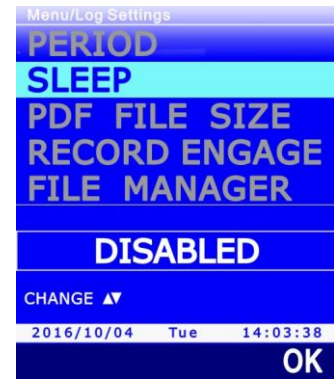 Menu/Log Settings
PERIOD
SLEEP
PDF FILE SIZE
RECORD ENGAGE
FILE MANAGER
DISABLED
CHANGE ▲▼
2016/10/04 Tue 14:03:38
OK